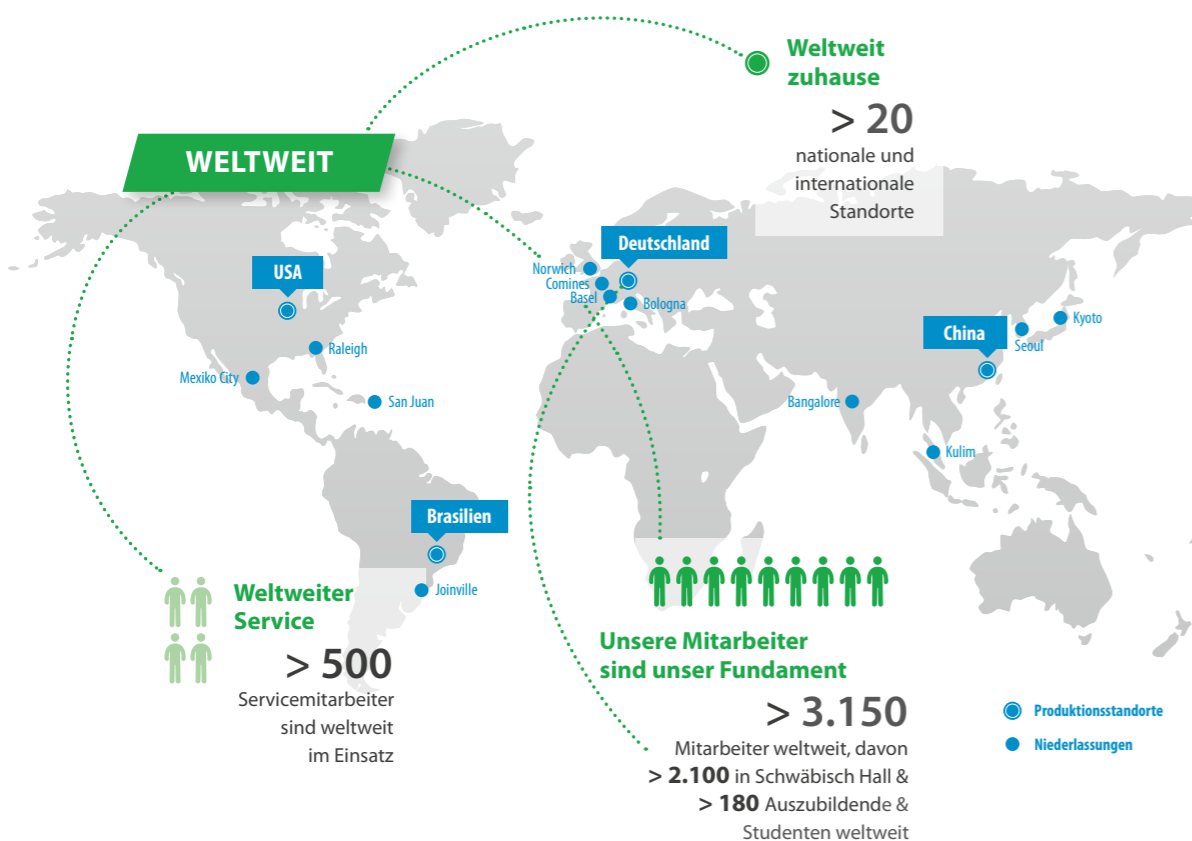 Weltweit
zuhause
> 20
nationale und
internationale
Standorte
WELTWEIT
Deutschland
USA
Norwich
Comines
Basel
Bologna
China
Kyoto
Seoul
Raleigh
Mexiko City
San Juan
Bangalore
Kulim
Brasilien
Joinville
Weltweiter
Service
> 500
Servicemitarbeiter
sind weltweit
im Einsatz
Unsere Mitarbeiter
sind unser Fundament
> 3.150
Mitarbeiter weltweit, davon
> 2.100 in Schwäbisch Hall &
> 180 Auszubildende &
Studenten weltweit
Produktionsstandorte
Niederlassungen